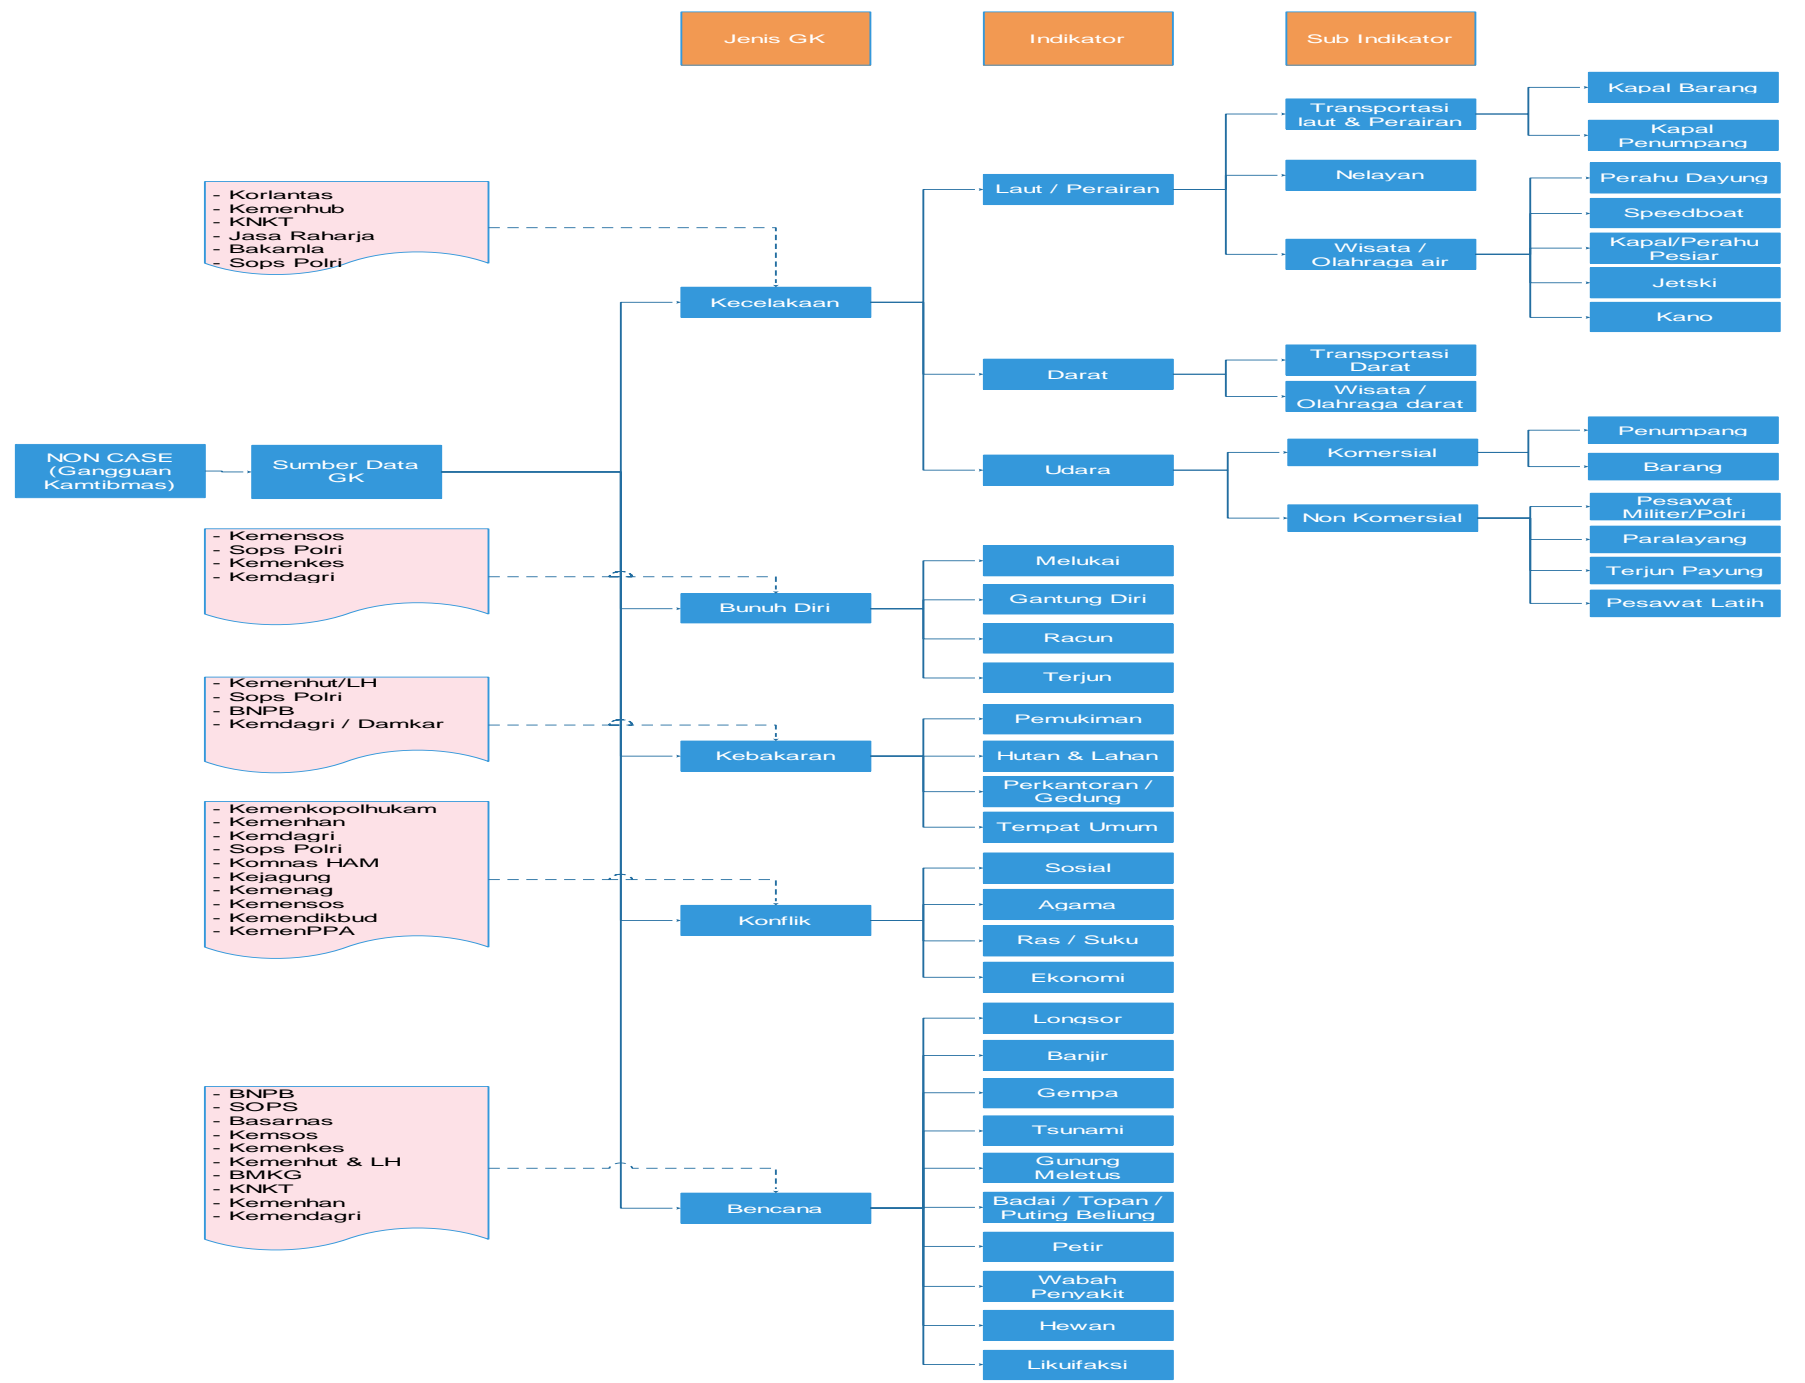 Jenis GK
Indikator
Sub Indikator
NON CASE
(Gangguan
Kamtibmas)
Sumber Data
GK
- Korlantas
- Kemenhub
- KNKT
- Jasa Raharja
- Bakamla
- Sops Polri
Kecelakaan
Laut / Perairan
Transportasi
laut & Perairan
Kapal Barang
Kapal
Penumpang
Nelayan
Wisata /
Olahraga air
Perahu Dayung
Speedboat
Kapal/Perahu
Pesiar
Jetski
Kano
Darat
Transportasi
Darat
Wisata /
Olahraga darat
Udara
Komersial
Penumpang
Barang
Non Komersial
Pesawat
Militer/Polri
Paralayang
Terjun Payung
Pesawat Latih
- Kemensos
- Sops Polri
- Kemenkes
- Kemdagri
Bunuh Diri
Melukai
Gantung Diri
Racun
Terjun
- Kemenhut/LH
- Sops Polri
- BNPB
- Kemdagri / Damkar
Kebakaran
Pemukiman
Hutan & Lahan
Perkantoran /
Gedung
Tempat Umum
- Kemenkopolhukam
- Kemenhan
- Kemdagri
- Sops Polri
- Komnas HAM
- Kejagung
- Kemenag
- Kemensos
- Kemendikbud
- KemenPPA
Konflik
Sosial
Agama
Ras / Suku
Ekonomi
- BNPB
- SOPS
- Basarnas
- Kemsos
- Kemenkes
- Kemenhut & LH
- BMKG
- KNKT
- Kemenhan
- Kemendagri
Bencana
Longsor
Banjir
Gempa
Tsunami
Gunung
Meletus
Badai / Topan /
Puting Beliung
Petir
Wabah
Penyakit
Hewan
Likuifaksi